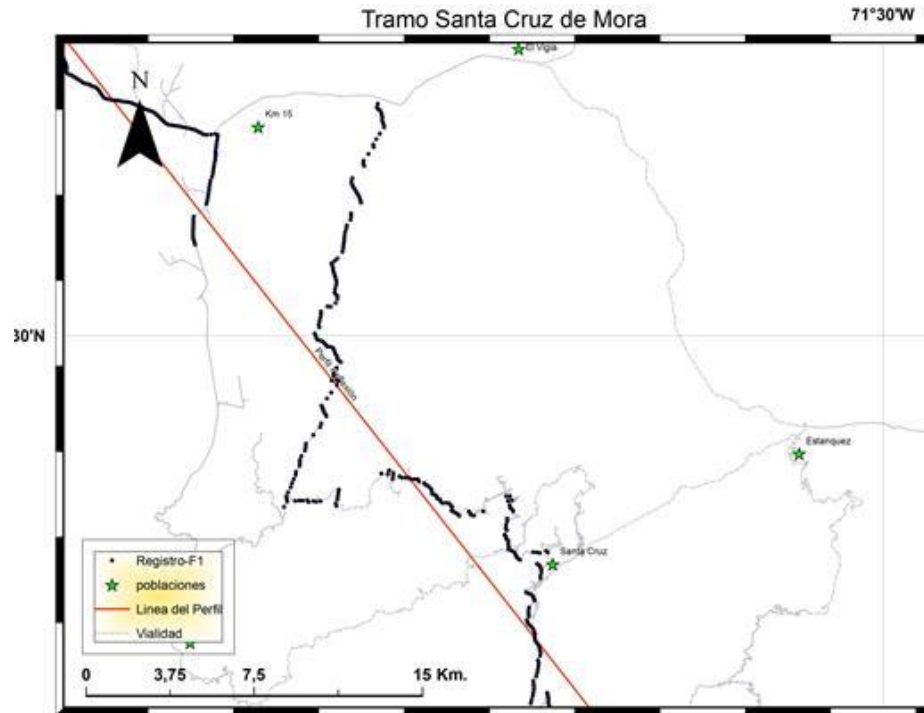 Tramo Santa Cruz de Mora
71°30'W
El Vigia
N
Km 15
30'N
Estanquez
Santa Cruz
Registro-F1
poblaciones
Linea del Perfil
Vialidad
0 3,75 7,5 15 Km.